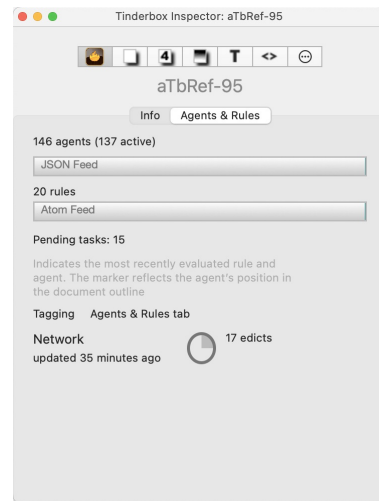 Tinderbox Inspector: aTbRef-95
4 T <>
aTbRef-95
Info Agents & Rules
146 agents (137 active)
JSON Feed
20 rules
Atom Feed
Pending tasks: 15
Indicates the most recently evaluated rule and
agent. The marker reflects the agent's position in
the document outline
Tagging Agents & Rules tab
Network 17 edicts
updated 35 minutes ago